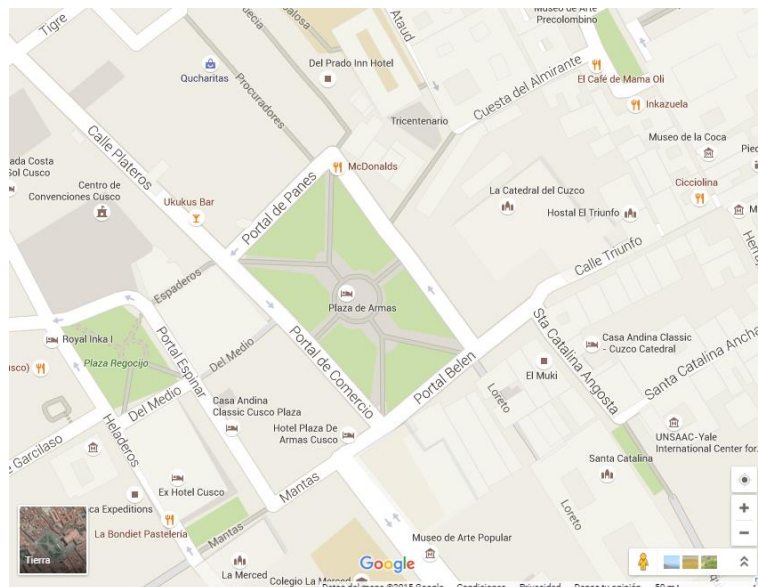 Museo de Arte
Precolombino
Tigre
Ataud
Del Prado Inn Hotel
Qucharitas
El Café de Mama Oli
Cuesta del Almirante
Procuradores
Inkazuela
Tricentenario
Calle Plateros
Museo de la Coca
McDonalds
Sol Cusco
Centro de
Convenciones Cusco
Ukukus Bar
Portal de Panes
La Catedral del Cuzco
Cicciolina
Hostal El Triunfo
Calle Triunfo
Espaderos
Plaza de Armas
Sta Catalina Angosta
Royal Inka I
Plaza Regocijo
Portal Espinar
Del Medio
Portal de Comercio
Portal Belén
Casa Andina Classic
- Cuzco Catedral
El Muki
Santa Catalina Ancha
Loreto
Del Medio
Casa Andina
Classic Cusco Plaza
Heladeros
Hotel Plaza De
Armas Cusco
Garcilaso
UNSAAC-Yale
International Center for...
Santa Catalina
Mantas
Ex Hotel Cusco
Loreto
Expeditions
La Bondiet Pastelería
Mantas
Museo de Arte Popular
Tierra
La Merced
Colegio La Merced
Google